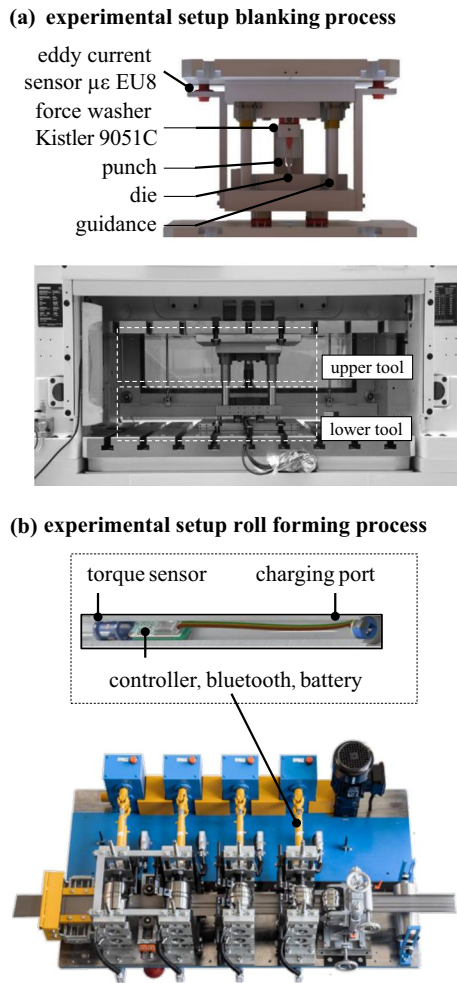 (a) experimental setup blanking process
eddy current
sensor με EU8
force washer
Kistler 9051C
punch
die
guidance
upper tool
lower tool
(b) experimental setup roll forming process
torque sensor
charging port
controller, bluetooth, battery